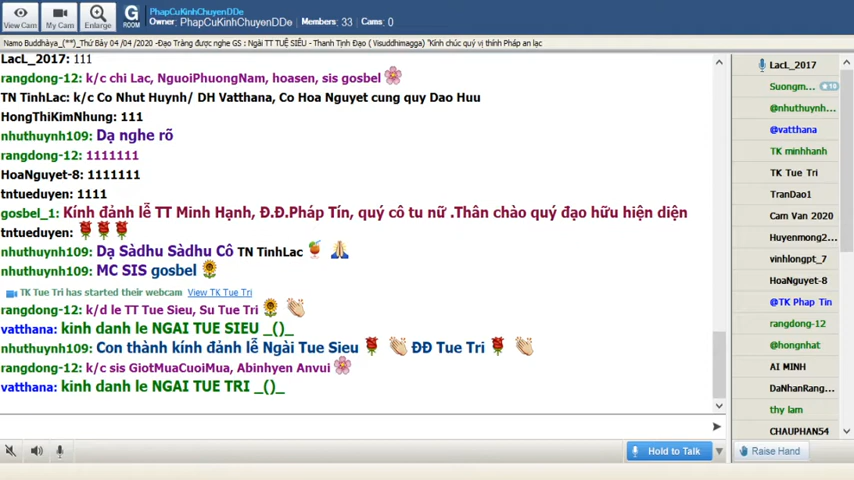 PhapCuKinhChuyenDDe
Owner: PhapCuKinhChuyenDDe Members: 33 Cams: 0
View Cam My Cam Enlarge G ROOM
Namo Buddhàya_(**)_Thứ Bảy 04 /04 /2020 -Đạo Tràng được nghe GS : Ngài TT TUỆ SIÊU - Thanh Tịnh Đạo ( Visuddhimagga) "Kính chúc quý vị thính Pháp an lạc
LacL_2017: 111
rangdong-12: k/c chi Lac, NguoiPhuongNam, hoasen, sis gosbel
TN TinhLac: k/c Co Nhut Huynh/ DH Vatthana, Co Hoa Nguyet cung quy Dao Huu
HongThiKimNhung: 111
nhuthuynh109: Dạ nghe rõ
rangdong-12: 1111111
HoaNguyet-8: 1111111
tntueduyen: 1111
gosbel_1: Kính đảnh lễ TT Minh Hạnh, Đ.Đ.Pháp Tín, quý cô tu nữ .Thân chào quý đạo hữu hiện diện
tntueduyen:
nhuthuynh109: Dạ Sàdhu Sàdhu Cô TN TinhLac
nhuthuynh109: MC SIS gosbel
TK Tue Tri has started their webcam View TK Tue Tri
rangdong-12: k/d le TT Tue Sieu, Su Tue Tri
vatthana: kinh danh le NGAI TUE SIEU _()_
nhuthuynh109: Con thành kính đảnh lễ Ngài Tue Sieu ĐĐ Tue Tri
rangdong-12: k/c sis GiotMuaCuoiMua, Abinhyen Anvui
vatthana: kinh danh le NGAI TUE TRI _()_
LacL_2017
Suongm... 10
@nhuthuynh...
@vatthana
TK minhhanh
TK Tue Tri
TranDao1
Cam Van 2020
Huyenmong2...
vinhlongpt_7
HoaNguyet-8
@TK Phap Tin
rangdong-12
@hongnhat
AI MINH
DaNhanRang...
thy lam
CHAUPHAN54
Hold to Talk
Raise Hand